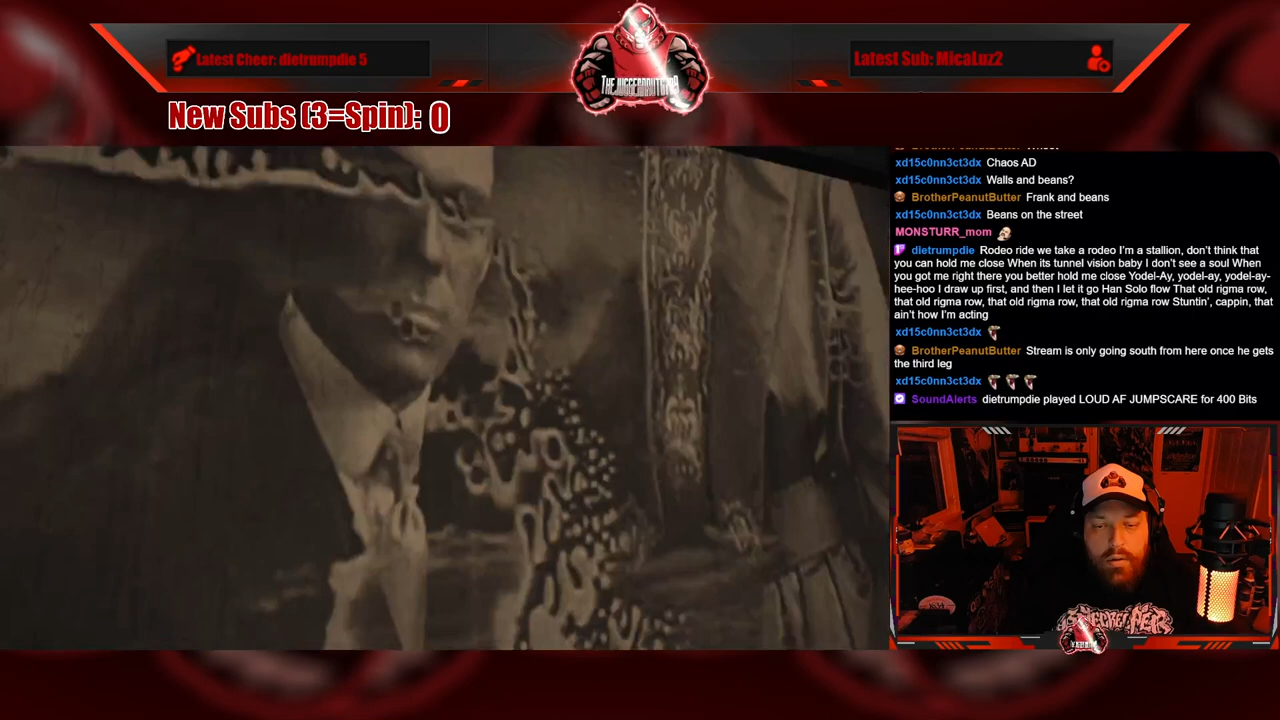 Latest Cheer: dietrumpdie 5
THEJUGGERNUTS79
Latest Sub: MicaLuz2
New Subs (3=Spin): 0
xd15c0nn3ct3dx Chaos AD
xd15c0nn3ct3dx Walls and beans?
BrotherPeanutButter Frank and beans
xd15c0nn3ct3dx Beans on the street
MONSTURR_mom
dietrumpdie Rodeo ride we take a rodeo I'm a stallion, don't think that
you can hold me close When its tunnel vision baby I don't see a soul When
you got me right there you better hold me close Yodel-Ay, yodel-ay, yodel-ay-
hee-hoo I draw up first, and then I let it go Han Solo flow That old rigma row,
that old rigma row, that old rigma row, that old rigma row Stuntin', cappin, that
ain't how I'm acting
xd15c0nn3ct3dx
BrotherPeanutButter Stream is only going south from here once he gets
the third leg
xd15c0nn3ct3dx
SoundAlerts dietrumpdie played LOUD AF JUMPSCARE for 400 Bits